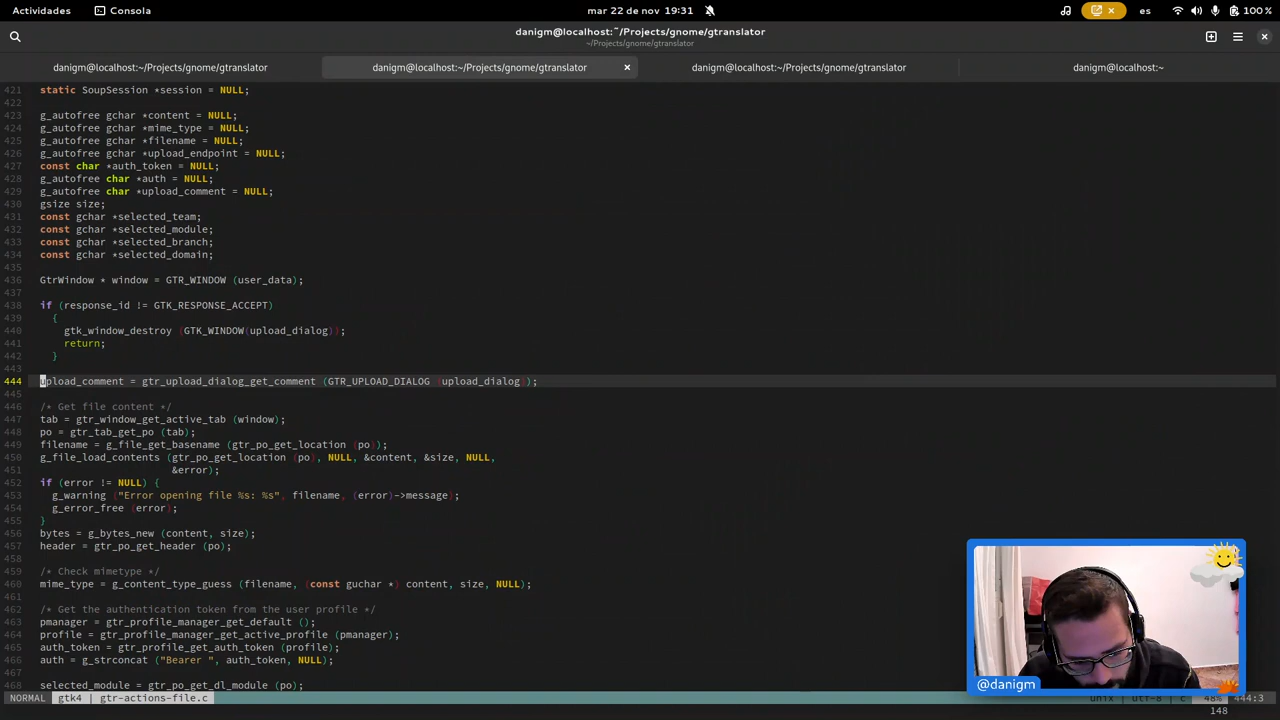 Actividades Consola mar 22 de nov 19:31 es 100 %
danigm@localhost:~/Projects/gnome/gtranslator
~/Projects/gnome/gtranslator
danigm@localhost:~/Projects/gnome/gtranslator danigm@localhost:~/Projects/gnome/gtranslator danigm@localhost:~/Projects/gnome/gtranslator danigm@localhost:~
421 static SoupSession *session = NULL;
422
423 g_autofree gchar *content = NULL;
424 g_autofree gchar *mime_type = NULL;
425 g_autofree gchar *filename = NULL;
426 g_autofree gchar *upload_endpoint = NULL;
427 const char *auth_token = NULL;
428 g_autofree char *auth = NULL;
429 g_autofree char *upload_comment = NULL;
430 gsize size;
431 const gchar *selected_team;
432 const gchar *selected_module;
433 const gchar *selected_branch;
434 const gchar *selected_domain;
435
436 GtrWindow * window = GTR_WINDOW (user_data);
437
438 if (response_id != GTK_RESPONSE_ACCEPT)
439 {
440 gtk_window_destroy (GTK_WINDOW(upload_dialog));
441 return;
442 }
443
444 upload_comment = gtr_upload_dialog_get_comment (GTR_UPLOAD_DIALOG (upload_dialog));
445
446 /* Get file content */
447 tab = gtr_window_get_active_tab (window);
448 po = gtr_tab_get_po (tab);
449 filename = g_file_get_basename (gtr_po_get_location (po));
450 g_file_load_contents (gtr_po_get_location (po), NULL, &content, &size, NULL,
451 &error);
452 if (error != NULL) {
453 g_warning ("Error opening file %s: %s", filename, (error)->message);
454 g_error_free (error);
455 }
456 bytes = g_bytes_new (content, size);
457 header = gtr_po_get_header (po);
458
459 /* Check mimetype */
460 mime_type = g_content_type_guess (filename, (const guchar *) content, size, NULL);
461
462 /* Get the authentication token from the user profile */
463 pmanager = gtr_profile_manager_get_default ();
464 profile = gtr_profile_manager_get_active_profile (pmanager);
465 auth_token = gtr_profile_get_auth_token (profile);
466 auth = g_strconcat ("Bearer ", auth_token, NULL);
467
468 selected_module = gtr_po_get_dl_module (po);
NORMAL gtk4 | gtr-actions-file.c unix | utf-8 | c 48% 444:3
148
@danigm